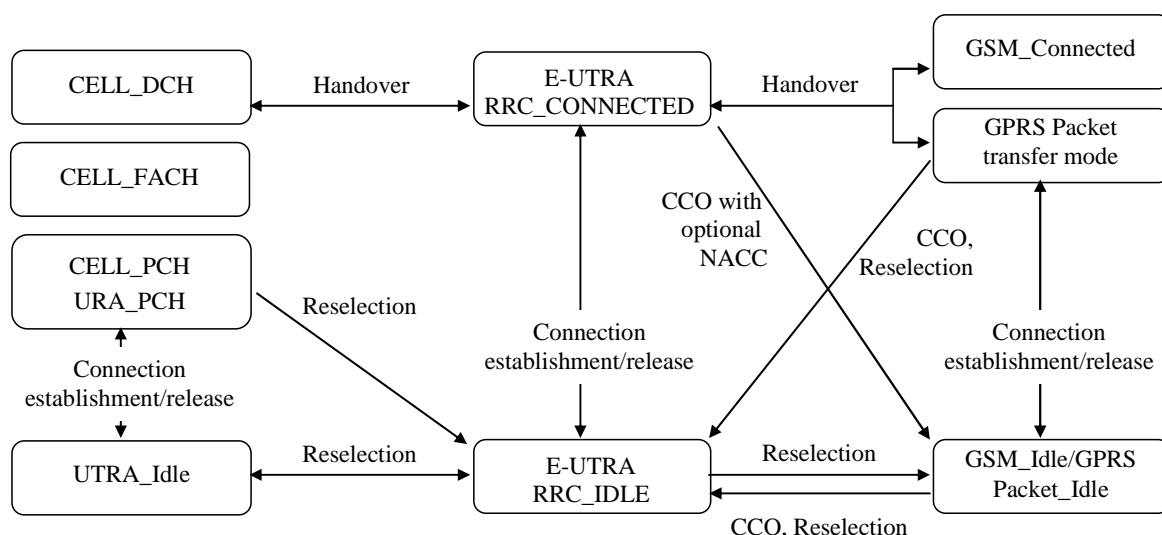 GSM_Connected
CELL_DCH
Handover
E-UTRA
RRC_CONNECTED
Handover
GPRS Packet
transfer mode
CELL_FACH
CCO with
optional
NACC
CCO,
Reselection
CELL_PCH
URA_PCH
Reselection
Connection
establishment/release
Connection
establishment/release
Connection
establishment/release
UTRA_Idle
Reselection
E-UTRA
RRC_IDLE
Reselection
GSM_Idle/GPRS
Packet_Idle
CCO, Reselection